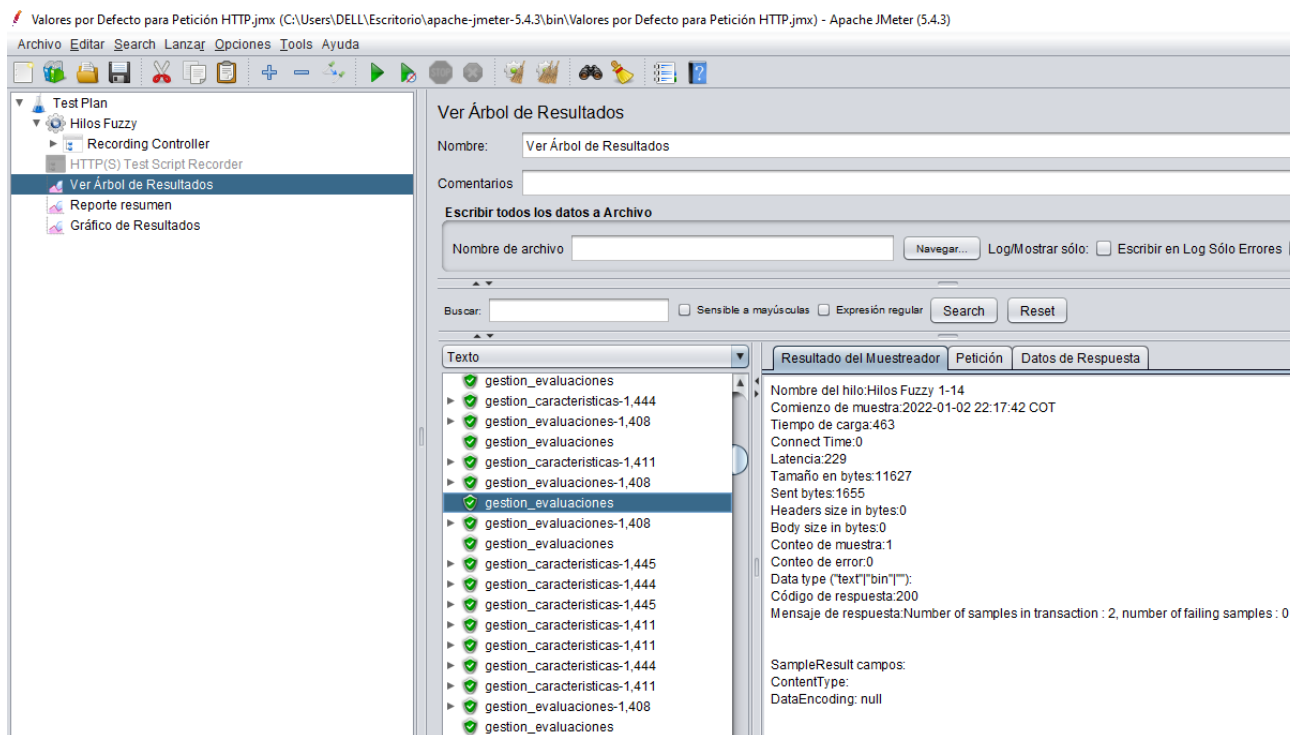 Valores por Defecto para Petición HTTP.jmx (C:\Users\DELL\Escritorio\apache-jmeter-5.4.3\bin\Valores por Defecto para Petición HTTP.jmx) - Apache JMeter (5.4.3)
Archivo Editar Search Lanzar Opciones Tools Ayuda
STOP
Test Plan
Hilos Fuzzy
Recording Controller
HTTP(S) Test Script Recorder
Ver Árbol de Resultados
Reporte resumen
Gráfico de Resultados
Ver Árbol de Resultados
Nombre: Ver Árbol de Resultados
Comentarios
Escribir todos los datos a Archivo
Nombre de archivo Navegar... Log/Mostrar sólo: Escribir en Log Sólo Errores
Buscar: Sensible a mayúsculas Expresión regular Search Reset
Texto
gestion_evaluaciones
gestion_caracteristicas-1,444
gestion_evaluaciones-1,408
gestion_evaluaciones
gestion_caracteristicas-1,411
gestion_evaluaciones-1,408
gestion_evaluaciones
gestion_evaluaciones-1,408
gestion_evaluaciones
gestion_caracteristicas-1,445
gestion_caracteristicas-1,444
gestion_caracteristicas-1,445
gestion_caracteristicas-1,411
gestion_caracteristicas-1,411
gestion_caracteristicas-1,444
gestion_caracteristicas-1,411
gestion_evaluaciones-1,408
gestion_evaluaciones
Resultado del Muestreador Petición Datos de Respuesta
Nombre del hilo:Hilos Fuzzy 1-14
Comienzo de muestra:2022-01-02 22:17:42 COT
Tiempo de carga:463
Connect Time:0
Latencia:229
Tamaño en bytes:11627
Sent bytes:1655
Headers size in bytes:0
Body size in bytes:0
Conteo de muestra:1
Conteo de error:0
Data type ("text"|"bin"|""):
Código de respuesta:200
Mensaje de respuesta:Number of samples in transaction : 2, number of failing samples : 0
SampleResult campos:
ContentType:
DataEncoding: null